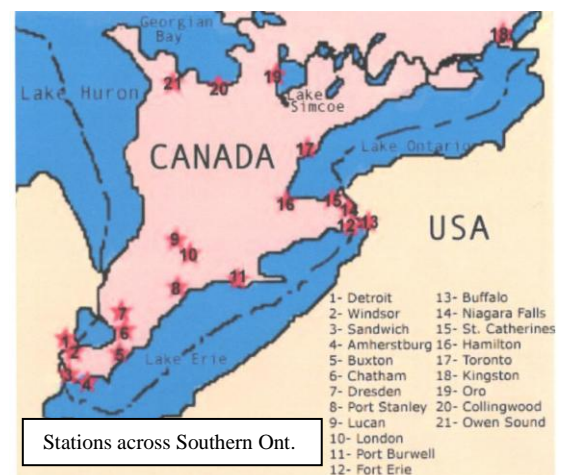 Georgian
Bay
18
21
20
19
Lake Huron
Lake
Simcoe
CANADA
17
Lake Ontario
16
15
14
12
13
USA
9
10
8
11
7
6
1
2
5
3
4
Lake Erie
1- Detroit
2- Windsor
3- Sandwich
4- Amherstburg
5- Buxton
6- Chatham
7- Dresden
8- Port Stanley
9- Lucan
10- London
11- Port Burwell
12- Fort Erie
13- Buffalo
14- Niagara Falls
15- St. Catherines
16- Hamilton
17- Toronto
18- Kingston
19- Oro
20- Collingwood
21- Owen Sound
Stations across Southern Ont.